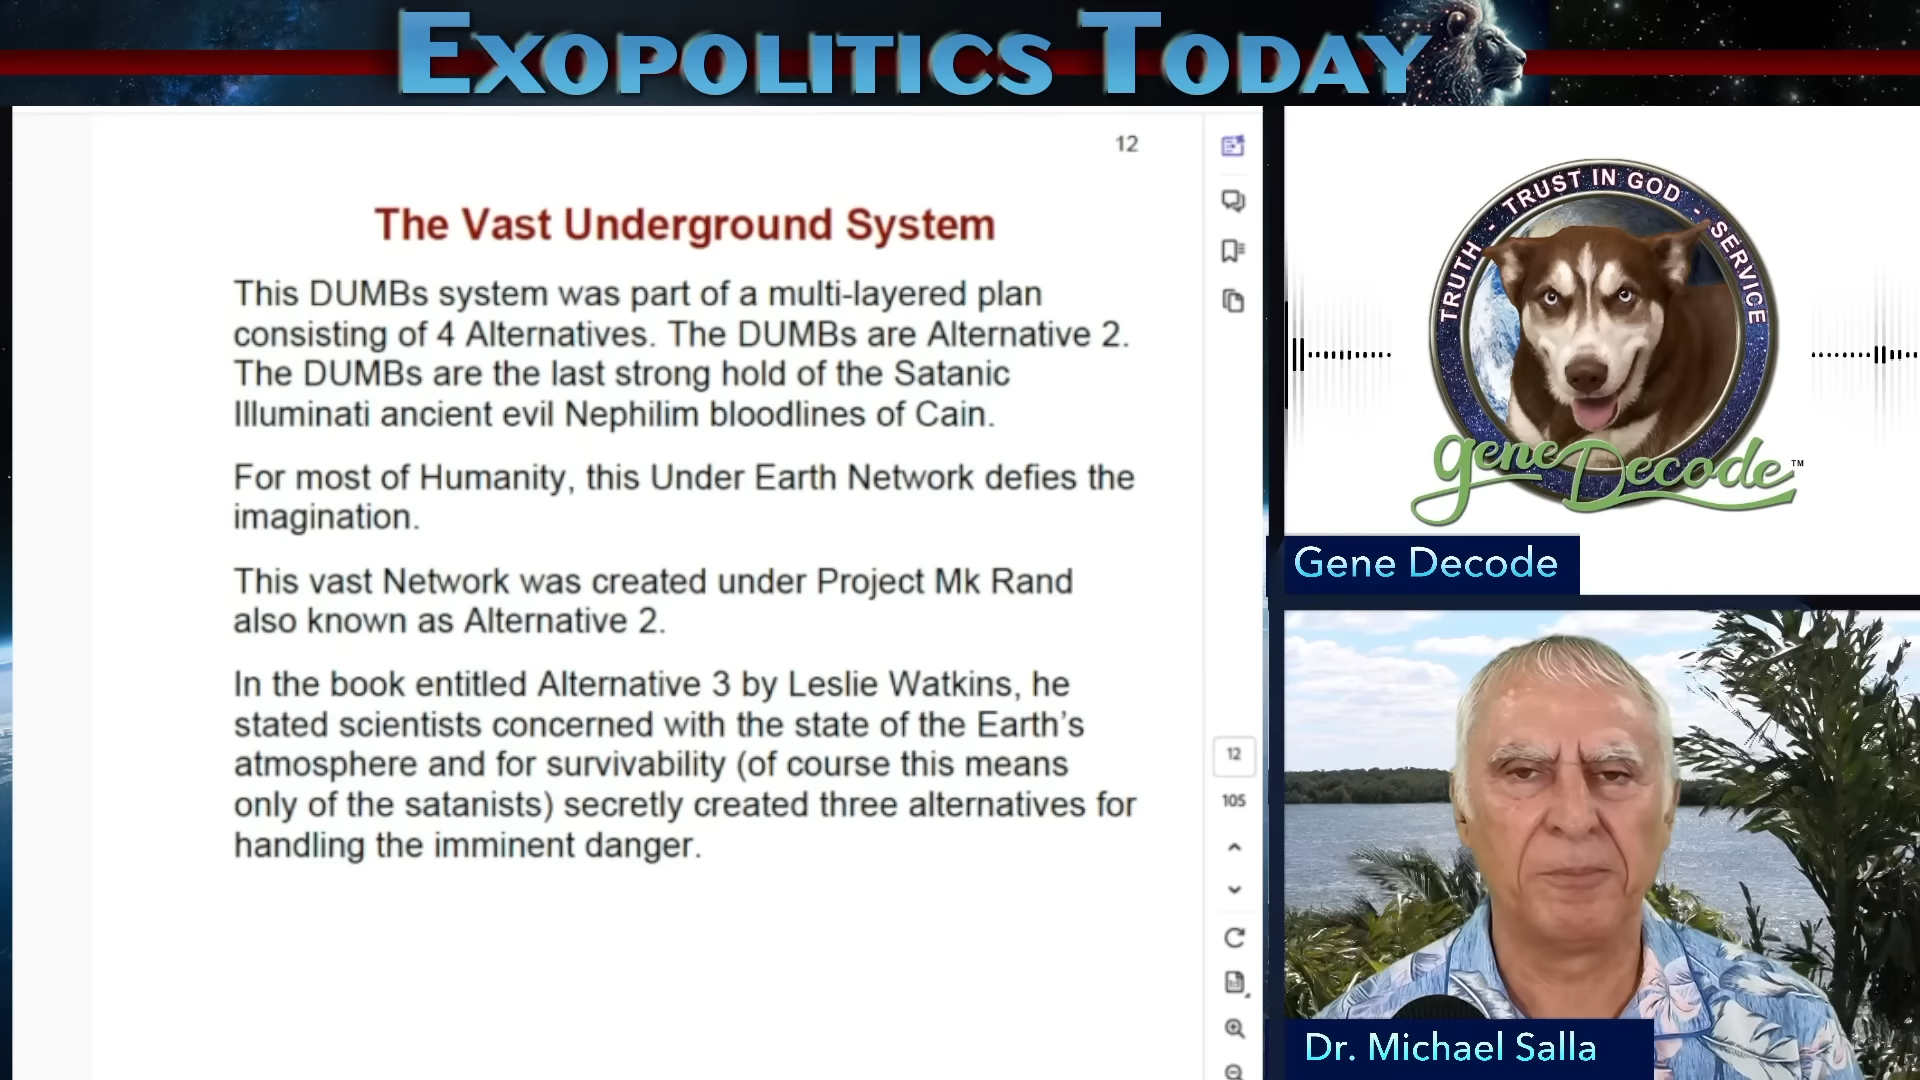 EXOPOLITICS TODAY
12
The Vast Underground System
This DUMBs system was part of a multi-layered plan
consisting of 4 Alternatives. The DUMBs are Alternative 2.
The DUMBs are the last strong hold of the Satanic
Illuminati ancient evil Nephilim bloodlines of Cain.
For most of Humanity, this Under Earth Network defies the
imagination.
This vast Network was created under Project Mk Rand
also known as Alternative 2.
In the book entitled Alternative 3 by Leslie Watkins, he
stated scientists concerned with the state of the Earth's
atmosphere and for survivability (of course this means
only of the satanists) secretly created three alternatives for
handling the imminent danger.
12
105
TRUTH - TRUST IN GOD - SERVICE
gene Decode™
Gene Decode
Dr. Michael Salla